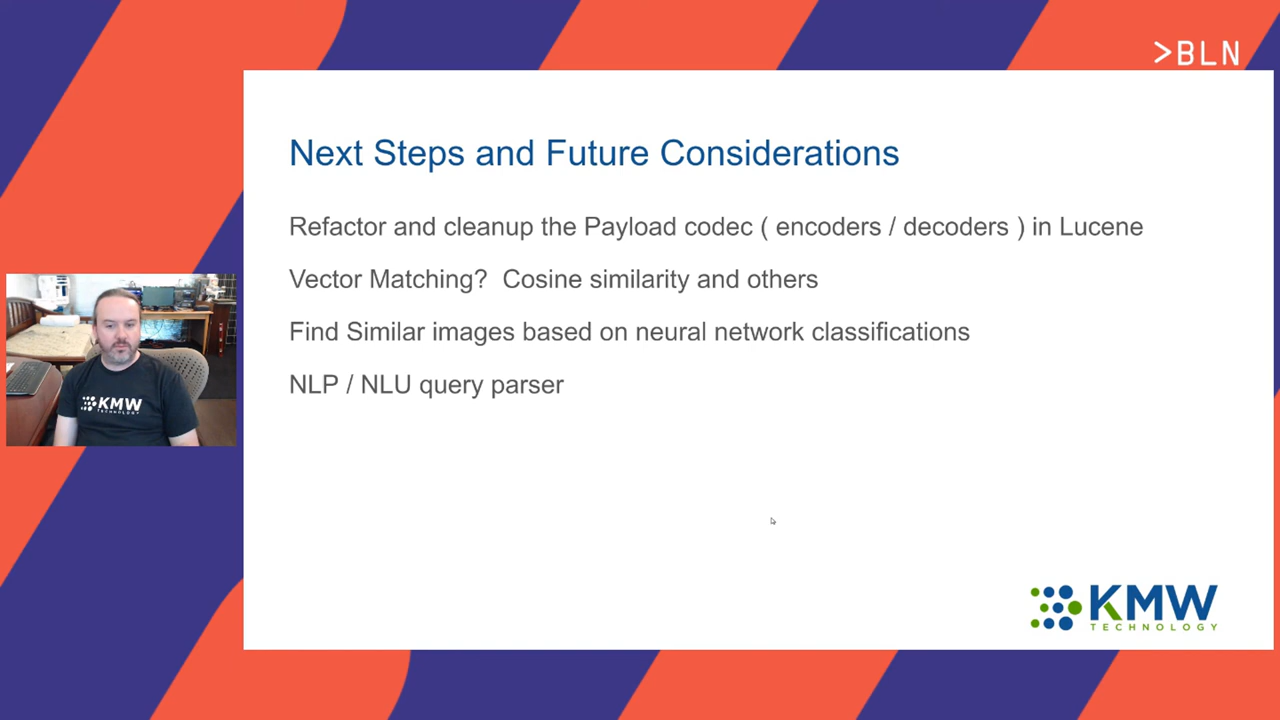 >BLN
Next Steps and Future Considerations
Refactor and cleanup the Payload codec ( encoders / decoders ) in Lucene
Vector Matching?  Cosine similarity and others
Find Similar images based on neural network classifications
NLP / NLU query parser
KMW
TECHNOLOGY
KMW
TECHNOLOGY